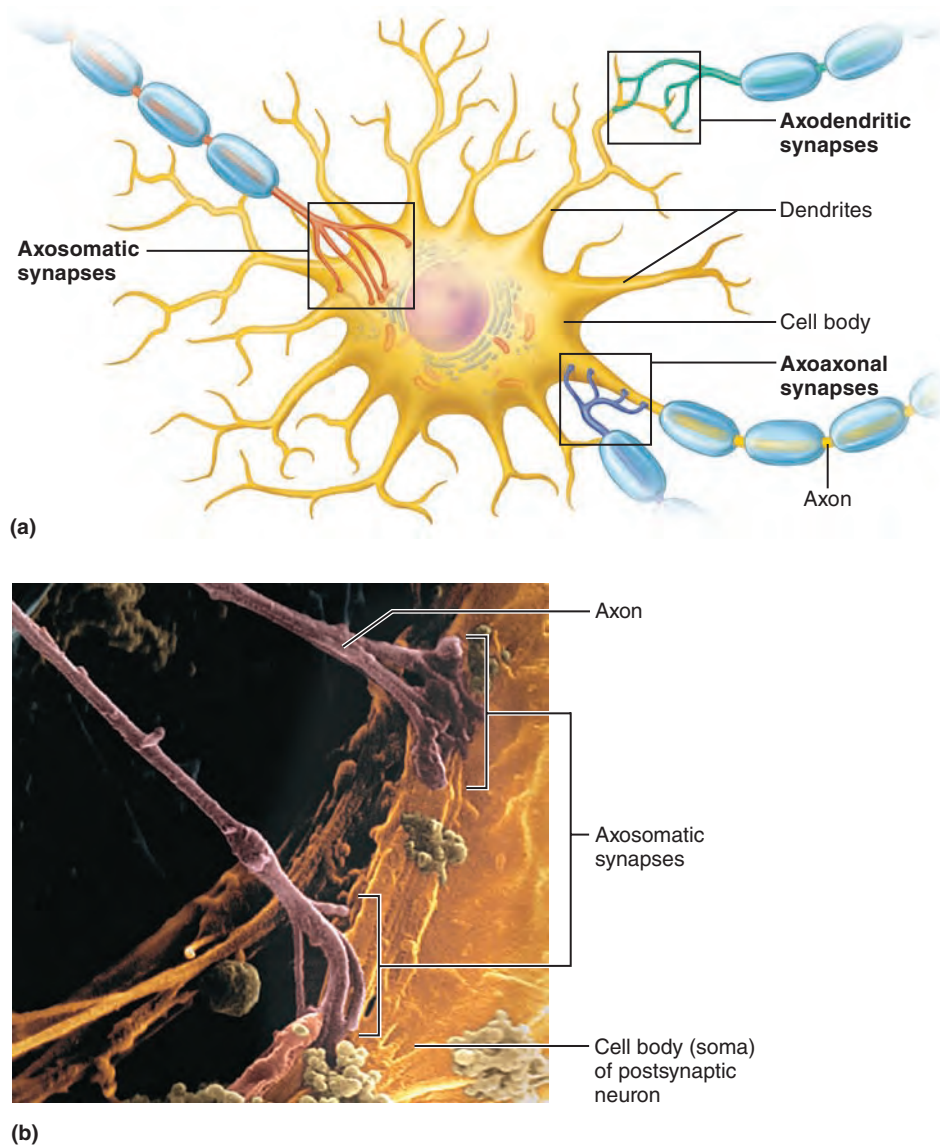 Axodendritic
synapses
Dendrites
Axosomatic
synapses
Cell body
Axoaxonal
synapses
Axon
(a)
Axon
Axosomatic
synapses
Cell body (soma)
of postsynaptic
neuron
(b)